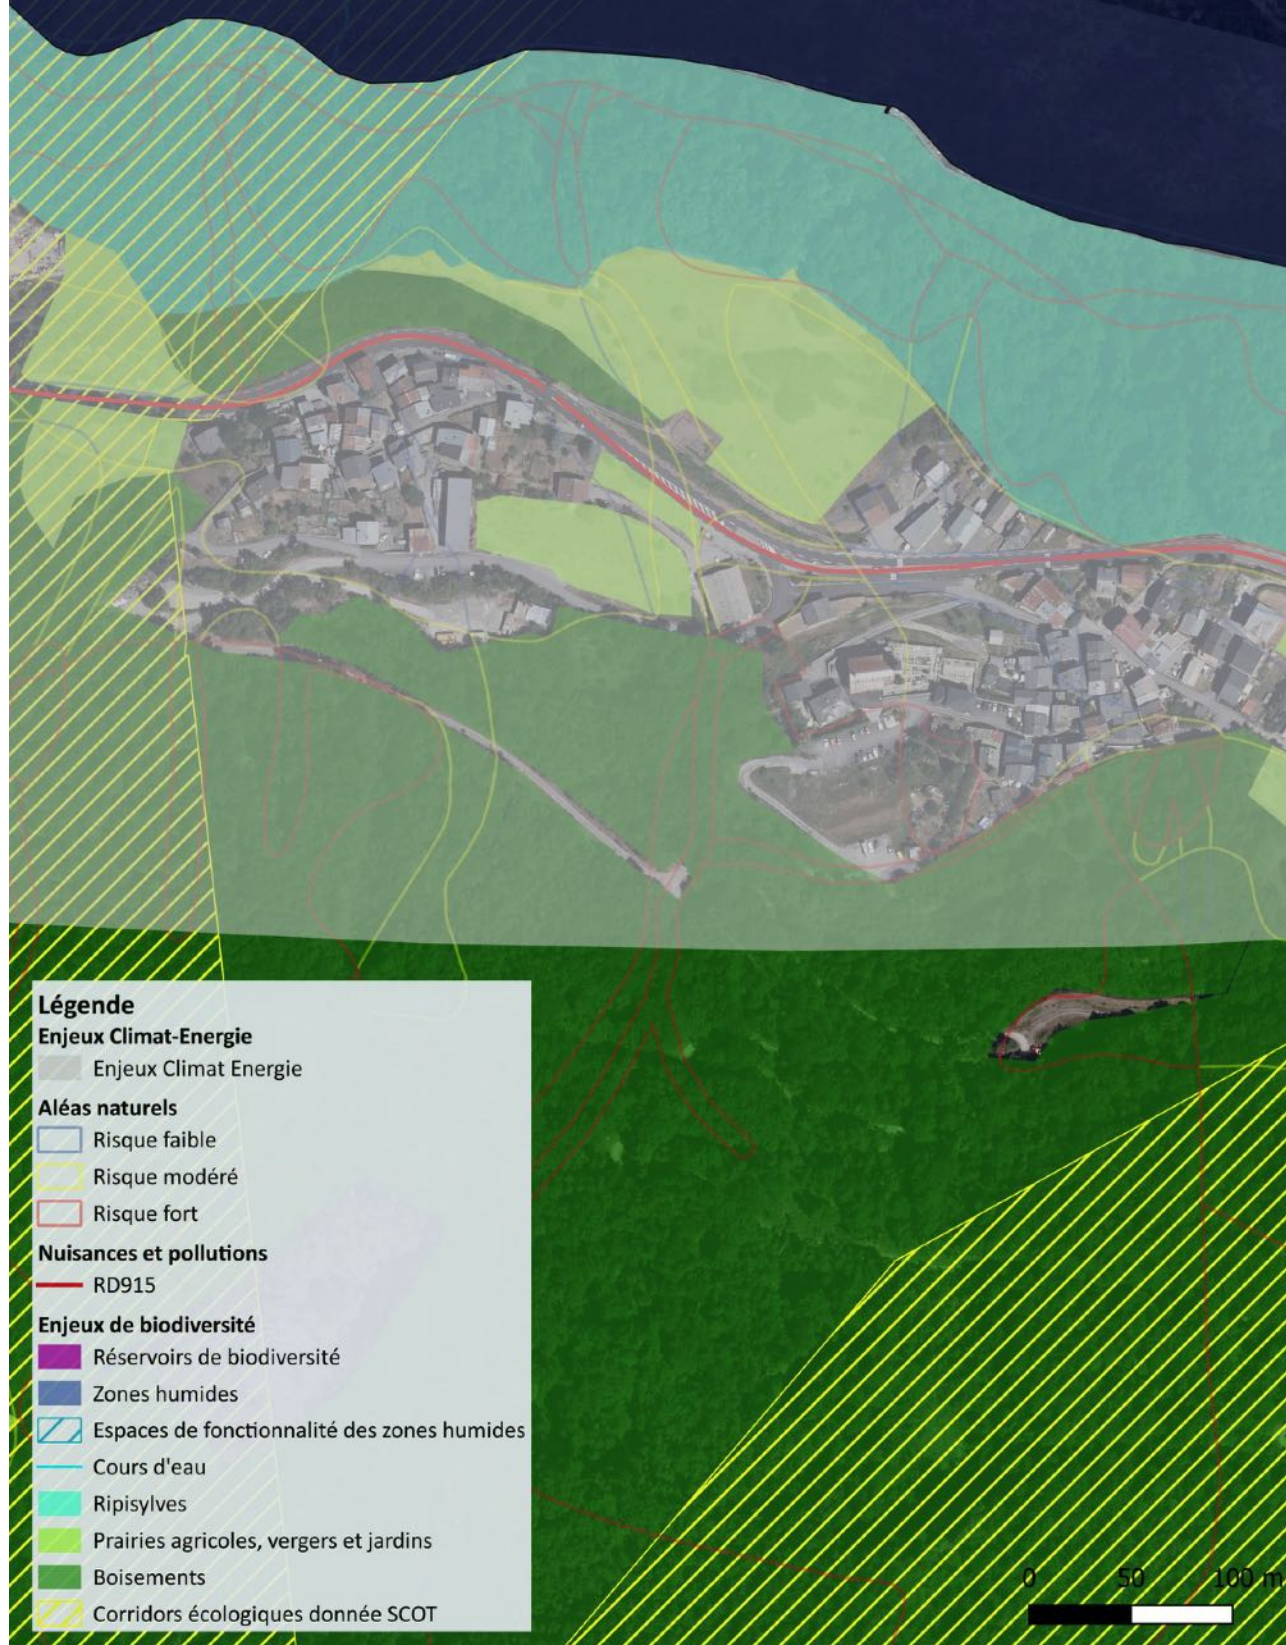 Légende
Enjeux Climat-Energie
Enjeux Climat Energie
Aléas naturels
Risque faible
Risque modéré
Risque fort
Nuisances et pollutions
RD915
Enjeux de biodiversité
Réservoirs de biodiversité
Zones humides
Espaces de fonctionnalité des zones humides
Cours d'eau
Ripisylves
Prairies agricoles, vergers et jardins
Boisements
Corridors écologiques donnée SCOT
0 50 100 m